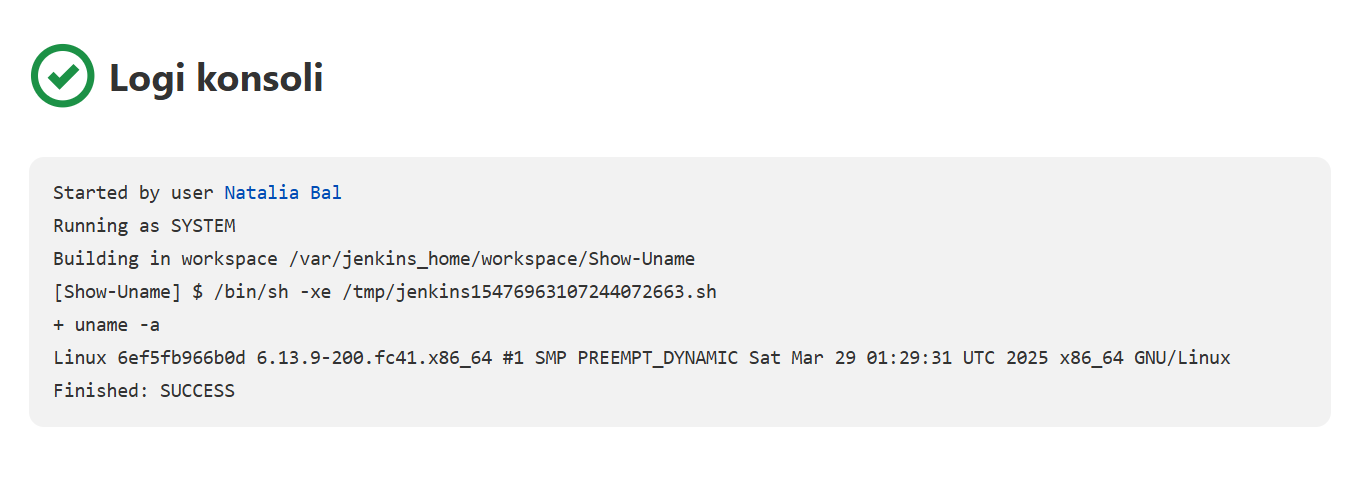 Logi konsoli
Started by user Natalia Bal
Running as SYSTEM
Building in workspace /var/jenkins_home/workspace/Show-Uname
[Show-Uname] $ /bin/sh -xe /tmp/jenkins15476963107244072663.sh
+ uname -a
Linux 6ef5fb966b0d 6.13.9-200.fc41.x86_64 #1 SMP PREEMPT_DYNAMIC Sat Mar 29 01:29:31 UTC 2025 x86_64 GNU/Linux
Finished: SUCCESS